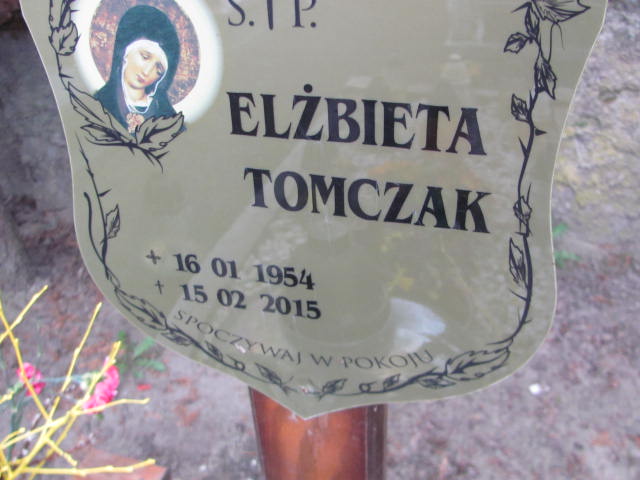 Ś.†P.
ELŻBIETA
TOMCZAK
+ 16 01 1954
† 15 02 2015
SPOCZYWAJ W POKOJU